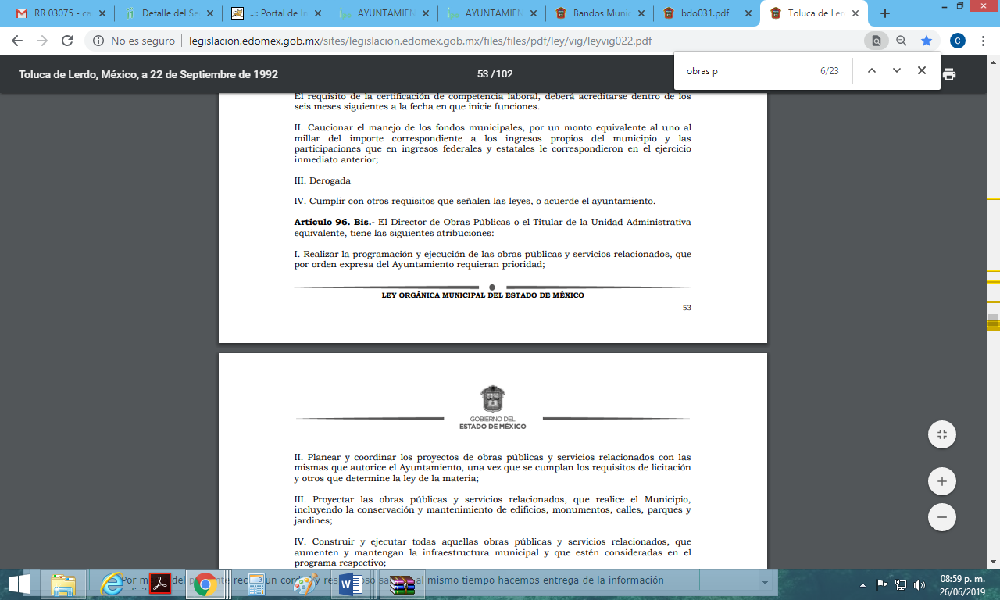 RR 03075 - ca
Detalle del Se
..:: Portal de In
AYUNTAMIEN
AYUNTAMIEN
Bandos Munic
bdo031.pdf
Toluca de Ler
No es seguro
legislacion.edomex.gob.mx/sites/legislacion.edomex.gob.mx/files/files/pdf/ley/vig/leyvig022.pdf
C
Toluca de Lerdo, México, a 22 de Septiembre de 1992
53 / 102
obras p
6/23
El requisito de la certificación de competencia laboral, deberá acreditarse dentro de los
seis meses siguientes a la fecha en que inicie funciones.
II. Caucionar el manejo de los fondos municipales, por un monto equivalente al uno al
millar del importe correspondiente a los ingresos propios del municipio y las
participaciones que en ingresos federales y estatales le correspondieron en el ejercicio
inmediato anterior;
III. Derogada
IV. Cumplir con otros requisitos que señalen las leyes, o acuerde el ayuntamiento.
Artículo 96. Bis.- El Director de Obras Públicas o el Titular de la Unidad Administrativa
equivalente, tiene las siguientes atribuciones:
I. Realizar la programación y ejecución de las obras públicas y servicios relacionados, que
por orden expresa del Ayuntamiento requieran prioridad;
LEY ORGÁNICA MUNICIPAL DEL ESTADO DE MÉXICO
53
GOBIERNO DEL
ESTADO DE MÉXICO
II. Planear y coordinar los proyectos de obras públicas y servicios relacionados con las
mismas que autorice el Ayuntamiento, una vez que se cumplan los requisitos de licitación
y otros que determine la ley de la materia;
III. Proyectar las obras públicas y servicios relacionados, que realice el Municipio,
incluyendo la conservación y mantenimiento de edificios, monumentos, calles, parques y
jardines;
IV. Construir y ejecutar todas aquellas obras públicas y servicios relacionados, que
aumenten y mantengan la infraestructura municipal y que estén consideradas en el
programa respectivo;
Por m del p nte rec un cord y res oso sa al mismo tiempo hacemos entrega de la información
08:59 p. m.
26/06/2019